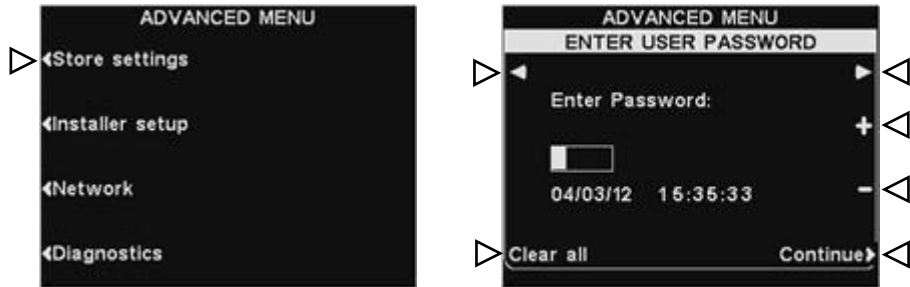 ADVANCED MENU
Store settings
Installer setup
Network
Diagnostics
ADVANCED MENU
ENTER USER PASSWORD
Enter Password:
+
04/03/12 15:35:33
-
Clear all Continue